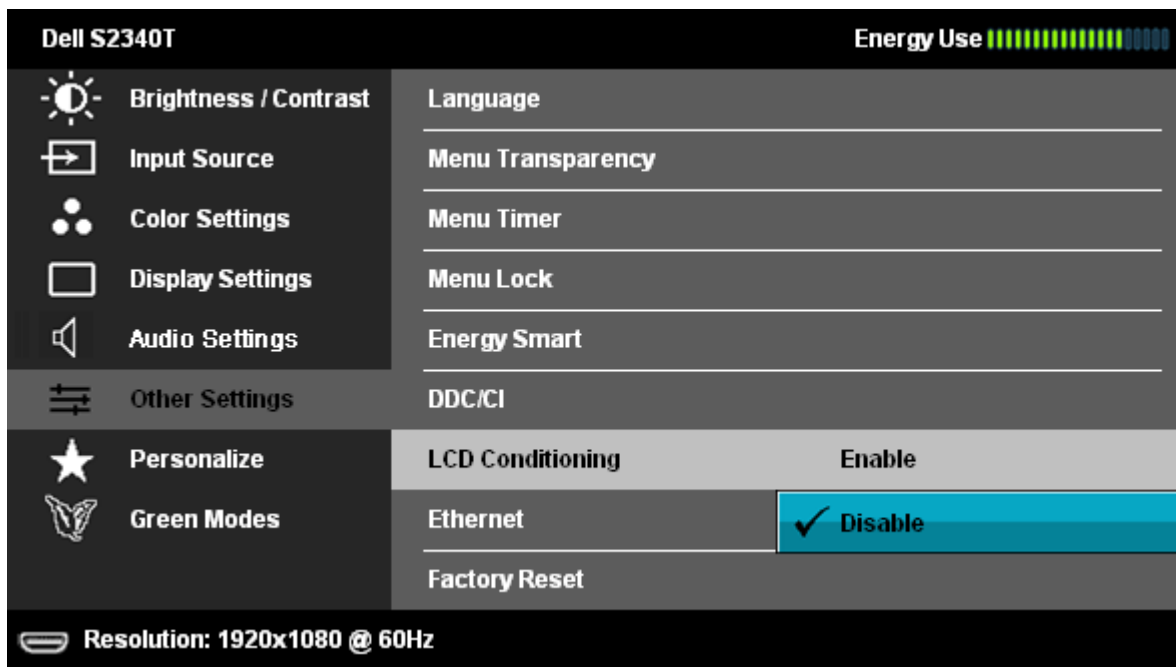 Dell S2340T
Energy Use
Brightness / Contrast
Input Source
Color Settings
Display Settings
Audio Settings
Other Settings
Personalize
Green Modes
Language
Menu Transparency
Menu Timer
Menu Lock
Energy Smart
DDC/CI
LCD Conditioning
Enable
Ethernet
Disable
Factory Reset
Resolution: 1920x1080 @ 60Hz